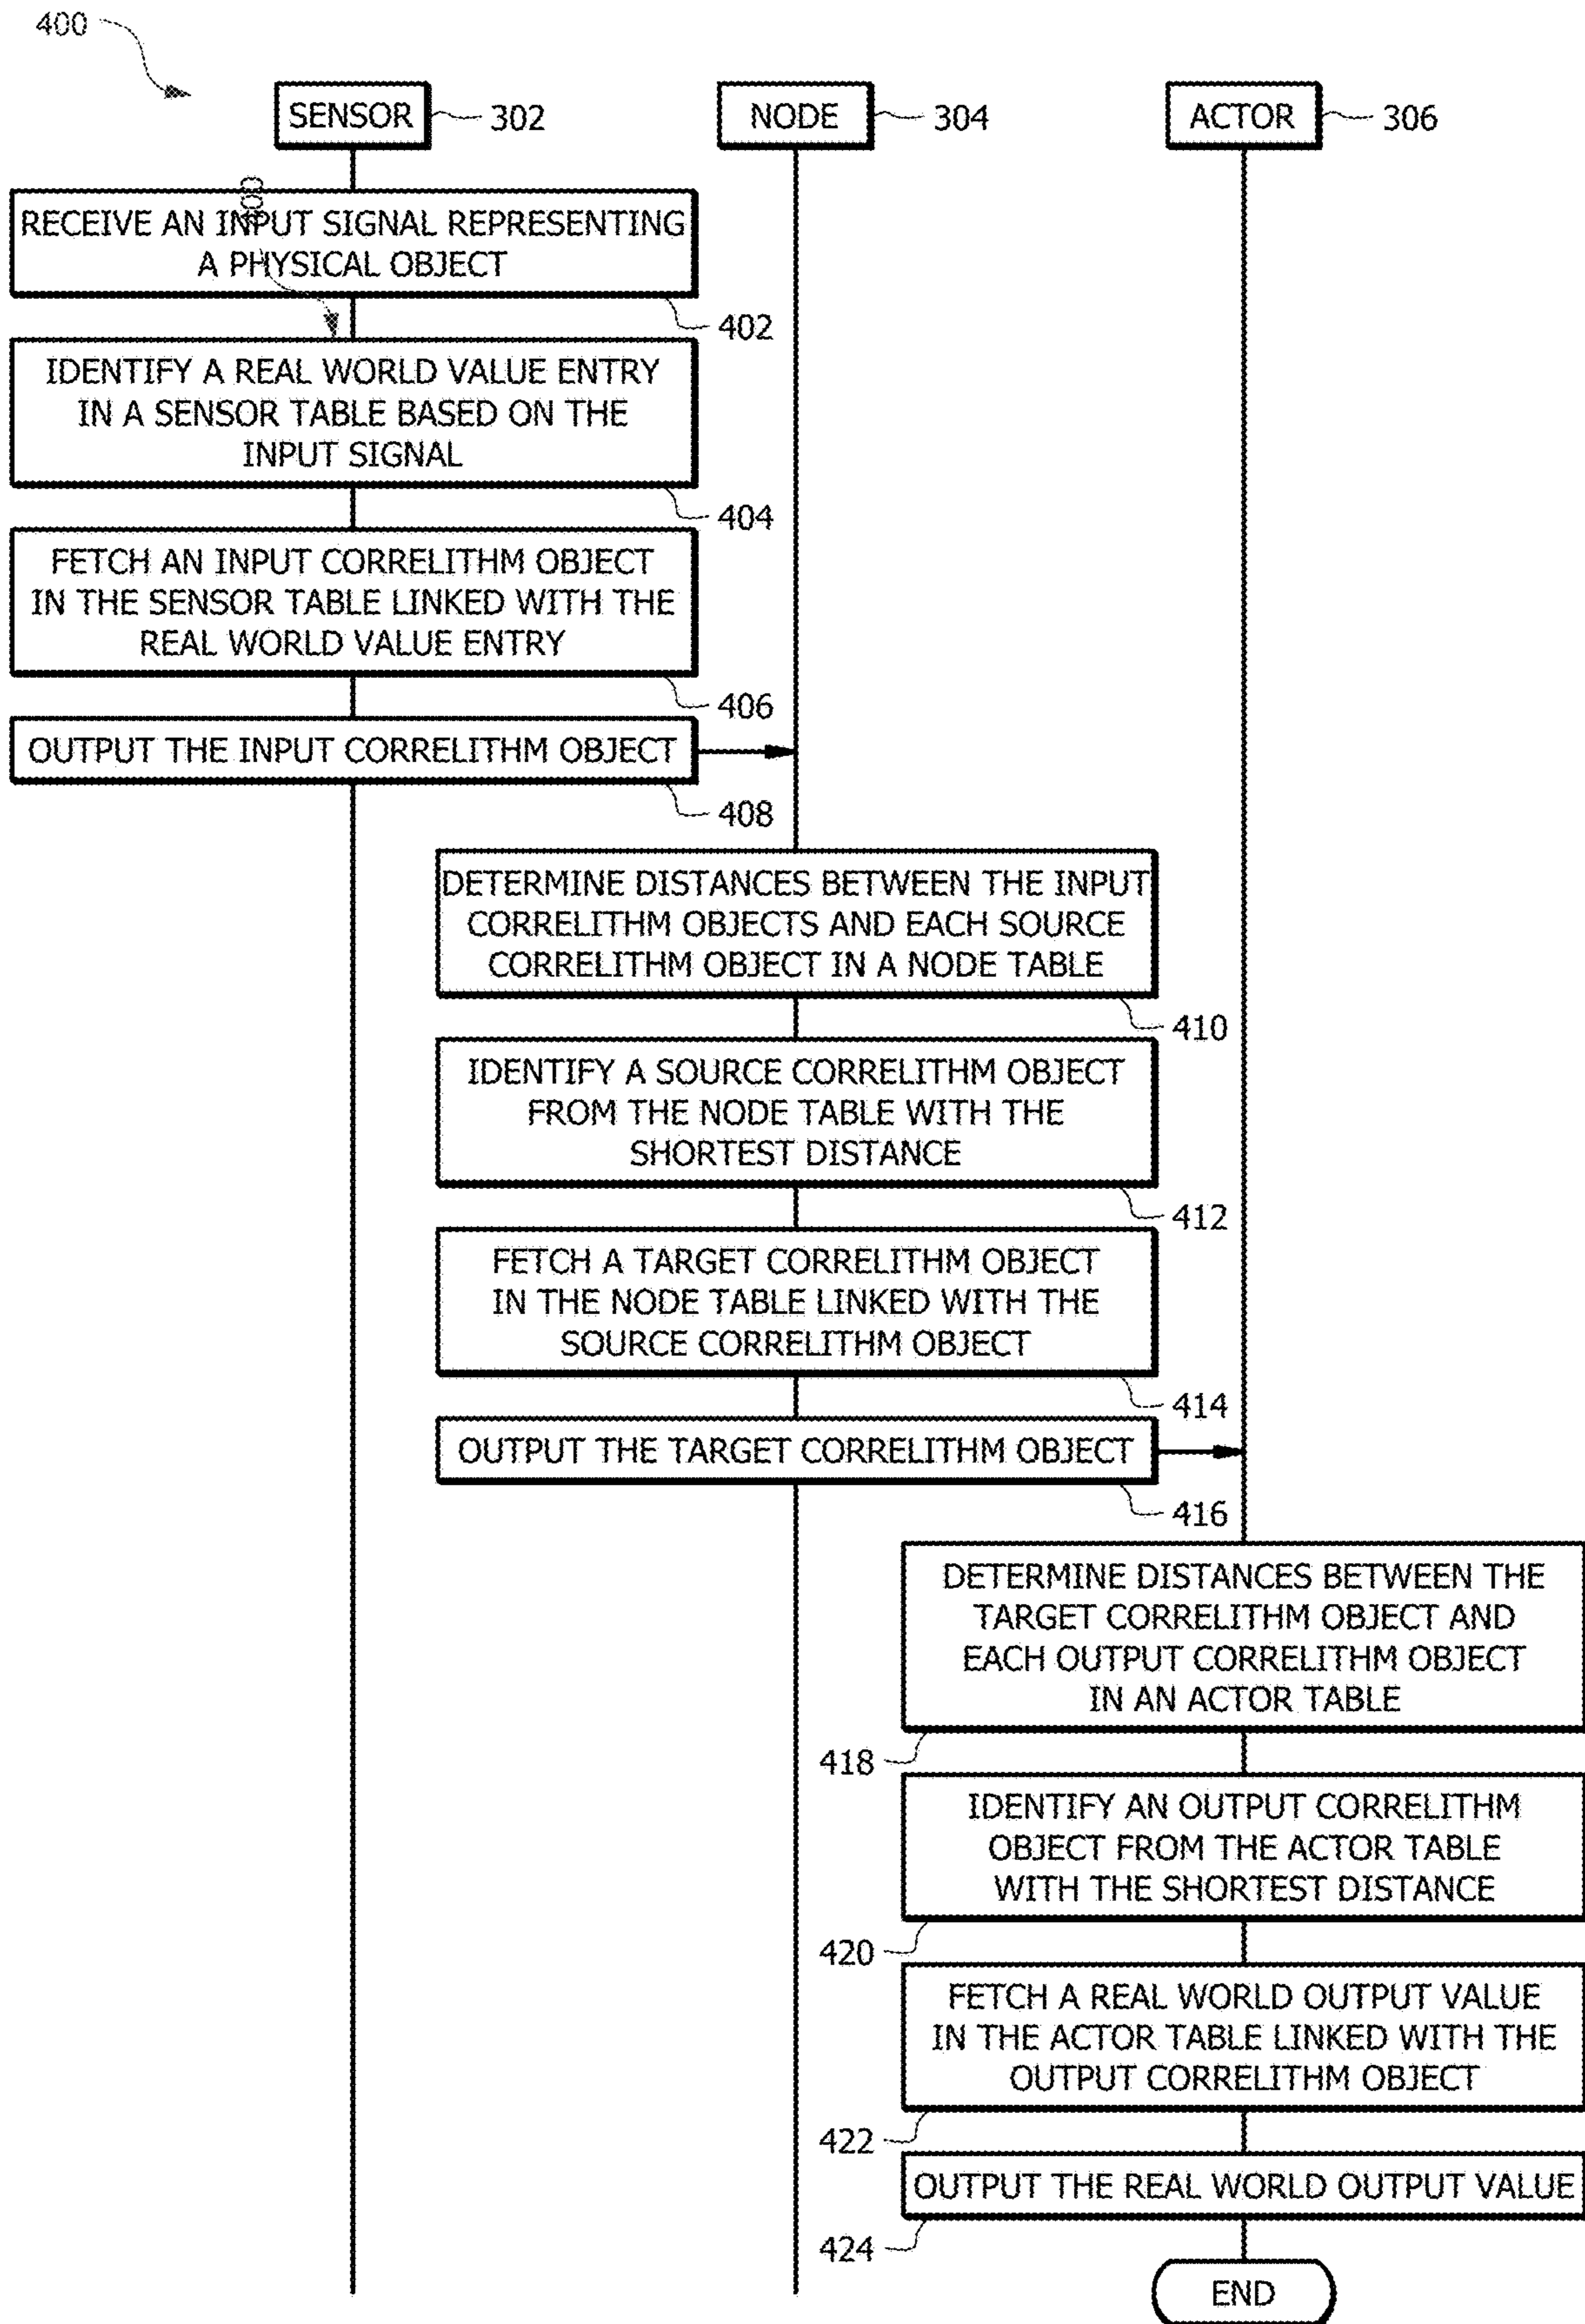 400
SENSOR
302
NODE
304
ACTOR
306
400
RECEIVE AN INPUT SIGNAL REPRESENTING
A PHYSICAL OBJECT
402
IDENTIFY A REAL WORLD VALUE ENTRY
IN A SENSOR TABLE BASED ON THE
INPUT SIGNAL
404
FETCH AN INPUT CORRELITHM OBJECT
IN THE SENSOR TABLE LINKED WITH THE
REAL WORLD VALUE ENTRY
406
OUTPUT THE INPUT CORRELITHM OBJECT
408
DETERMINE DISTANCES BETWEEN THE INPUT
CORRELITHM OBJECTS AND EACH SOURCE
CORRELITHM OBJECT IN A NODE TABLE
410
IDENTIFY A SOURCE CORRELITHM OBJECT
FROM THE NODE TABLE WITH THE
SHORTEST DISTANCE
412
FETCH A TARGET CORRELITHM OBJECT
IN THE NODE TABLE LINKED WITH THE
SOURCE CORRELITHM OBJECT
414
OUTPUT THE TARGET CORRELITHM OBJECT
416
DETERMINE DISTANCES BETWEEN THE
TARGET CORRELITHM OBJECT AND
EACH OUTPUT CORRELITHM OBJECT
IN AN ACTOR TABLE
418
IDENTIFY AN OUTPUT CORRELITHM
OBJECT FROM THE ACTOR TABLE
WITH THE SHORTEST DISTANCE
420
FETCH A REAL WORLD OUTPUT VALUE
IN THE ACTOR TABLE LINKED WITH THE
OUTPUT CORRELITHM OBJECT
422
OUTPUT THE REAL WORLD OUTPUT VALUE
424
END